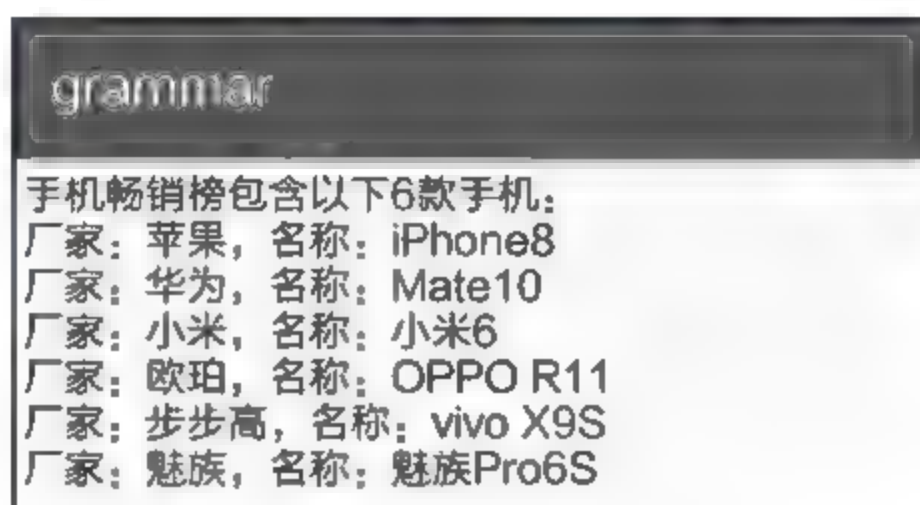 grammar
手机畅销榜包含以下6款手机：
厂家：苹果，名称：iPhone8
厂家：华为，名称：Mate10
厂家：小米，名称：小米6
厂家：欧珀，名称：OPPO R11
厂家：步步高，名称：vivo X9S
厂家：魅族，名称：魅族Pro6S